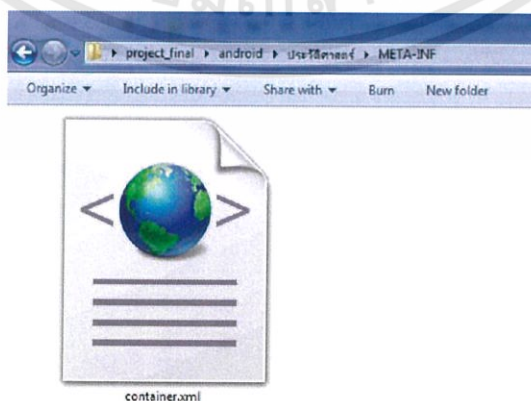 project_final ▸ android ▸ ประวัติศาสตร์ ▸ META-INF
Organize ▾ Include in library ▾ Share with ▾ Burn New folder
container.xml